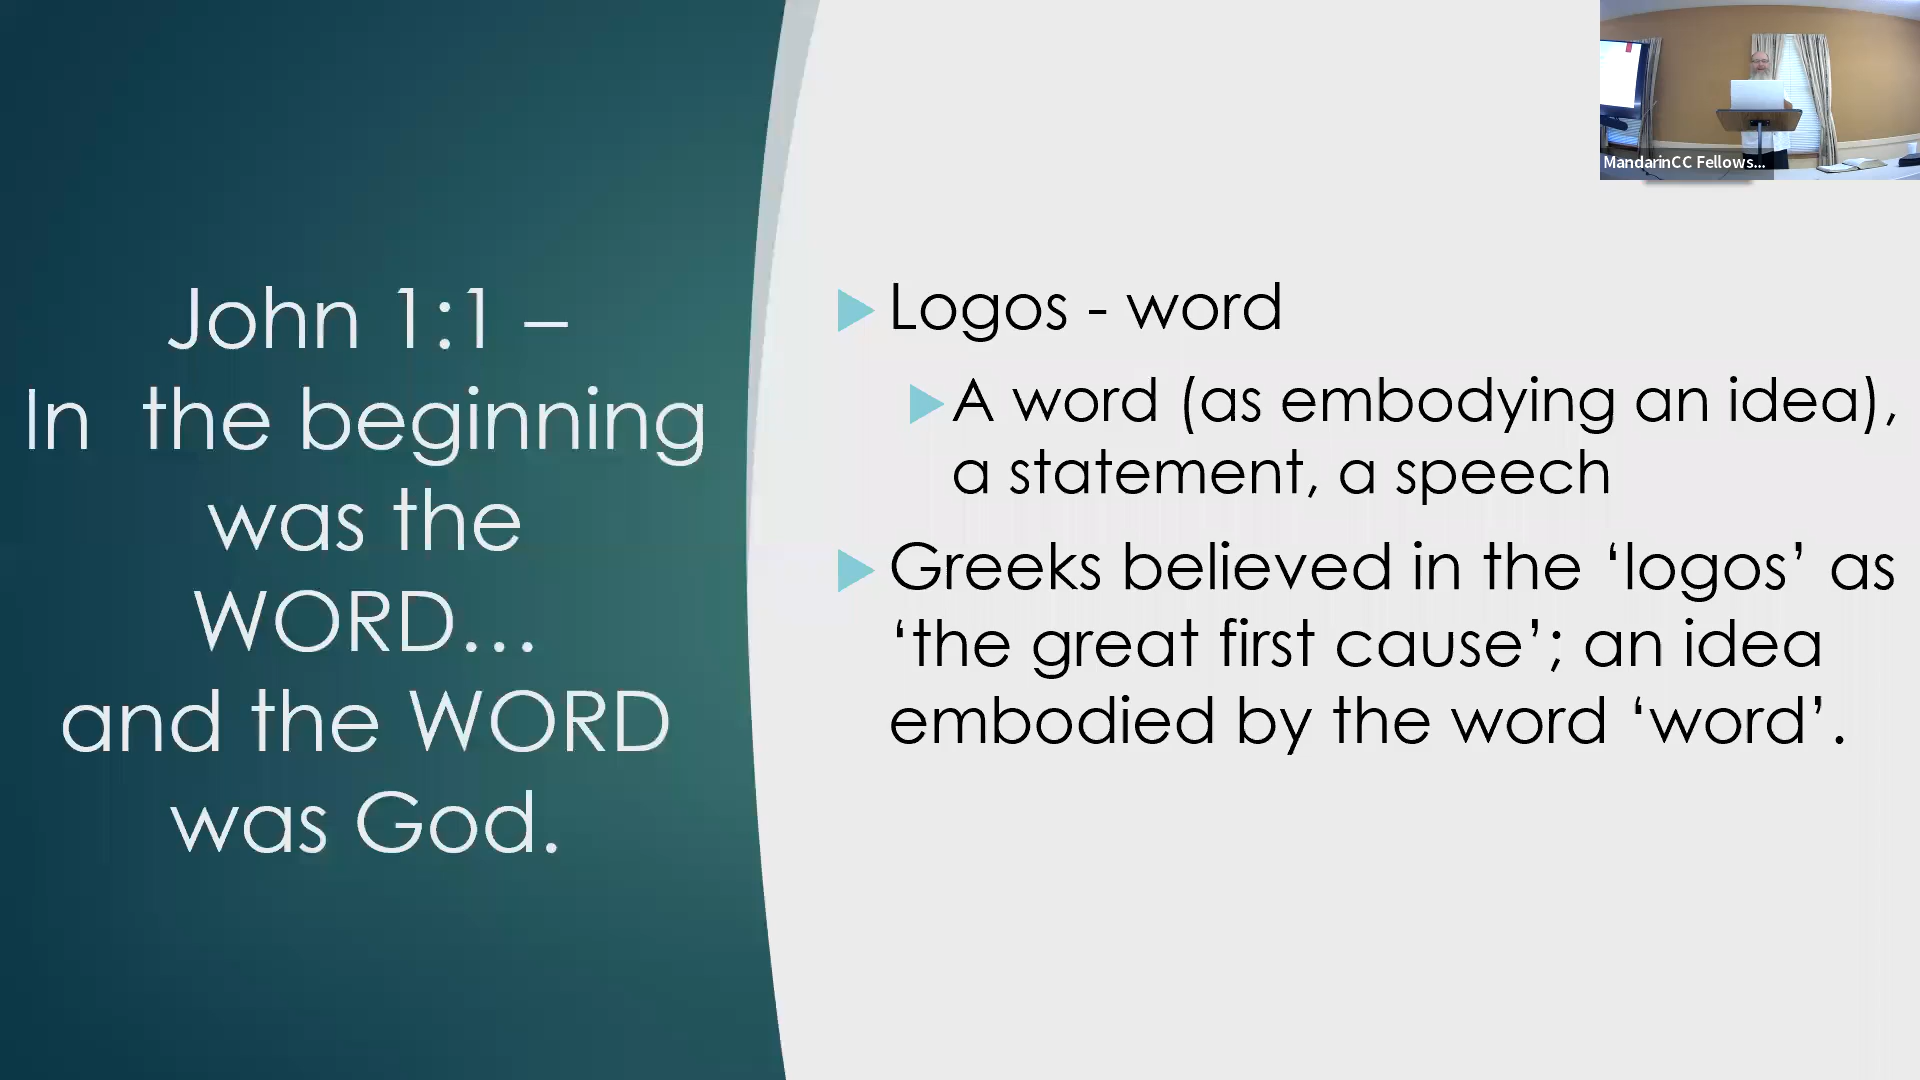 John 1:1 –
In  the beginning
was the
WORD…
and the WORD
was God.
Logos - word
A word (as embodying an idea),
a statement, a speech
Greeks believed in the ‘logos’ as
‘the great first cause’; an idea
embodied by the word ‘word’.
MandarinCC Fellows...